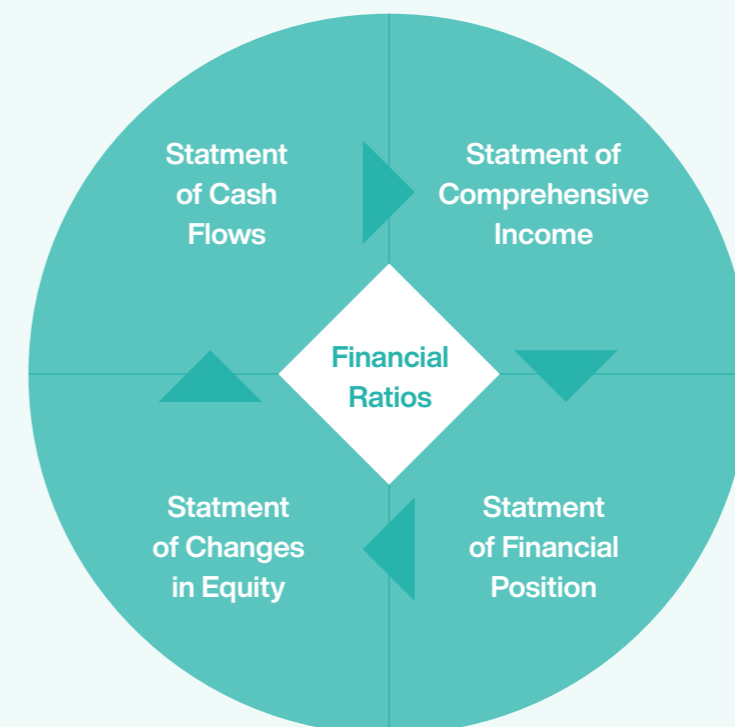 Statment
of Cash
Flows
Statment of
Comprehensive
Income
Financial
Ratios
Statment
of Changes
in Equity
Statment
of Financial
Position